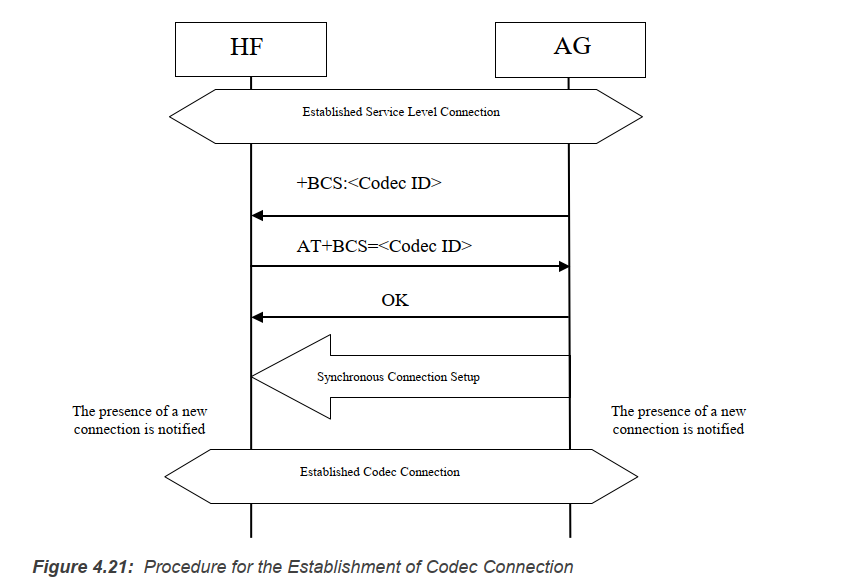 HF
AG
Established Service Level Connection
+BCS:<Codec ID>
AT+BCS=<Codec ID>
OK
Synchronous Connection Setup
The presence of a new
connection is notified
The presence of a new
connection is notified
Established Codec Connection
Figure 4.21: Procedure for the Establishment of Codec Connection